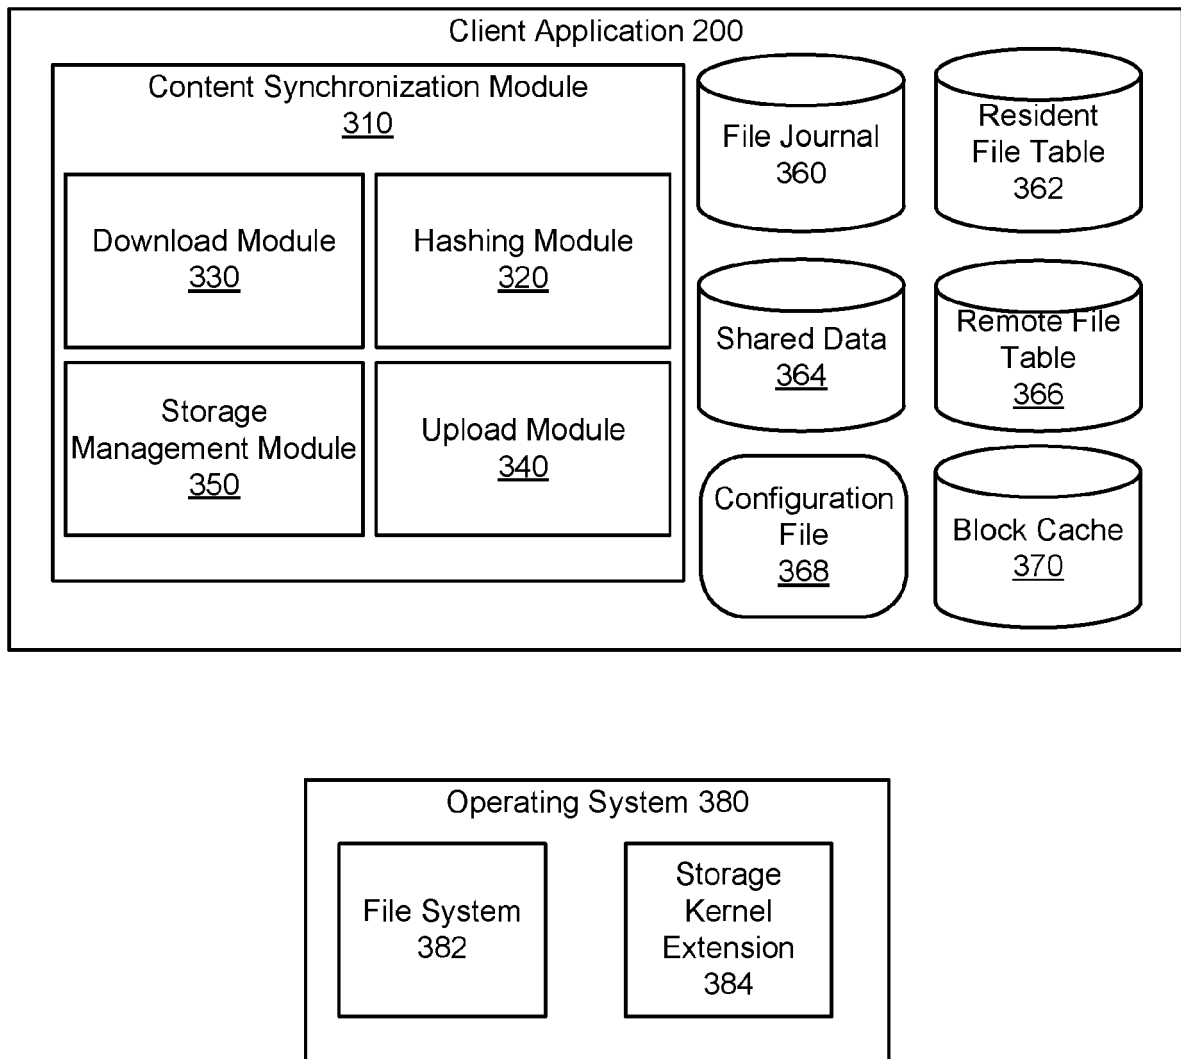 Client Application 200
Content Synchronization Module
310
Download Module
330
Hashing Module
320
Storage
Management Module
350
Upload Module
340
File Journal
360
Resident
File Table
362
Shared Data
364
Remote File
Table
366
Configuration
File
368
Block Cache
370
Operating System 380
File System
382
Storage
Kernel
Extension
384